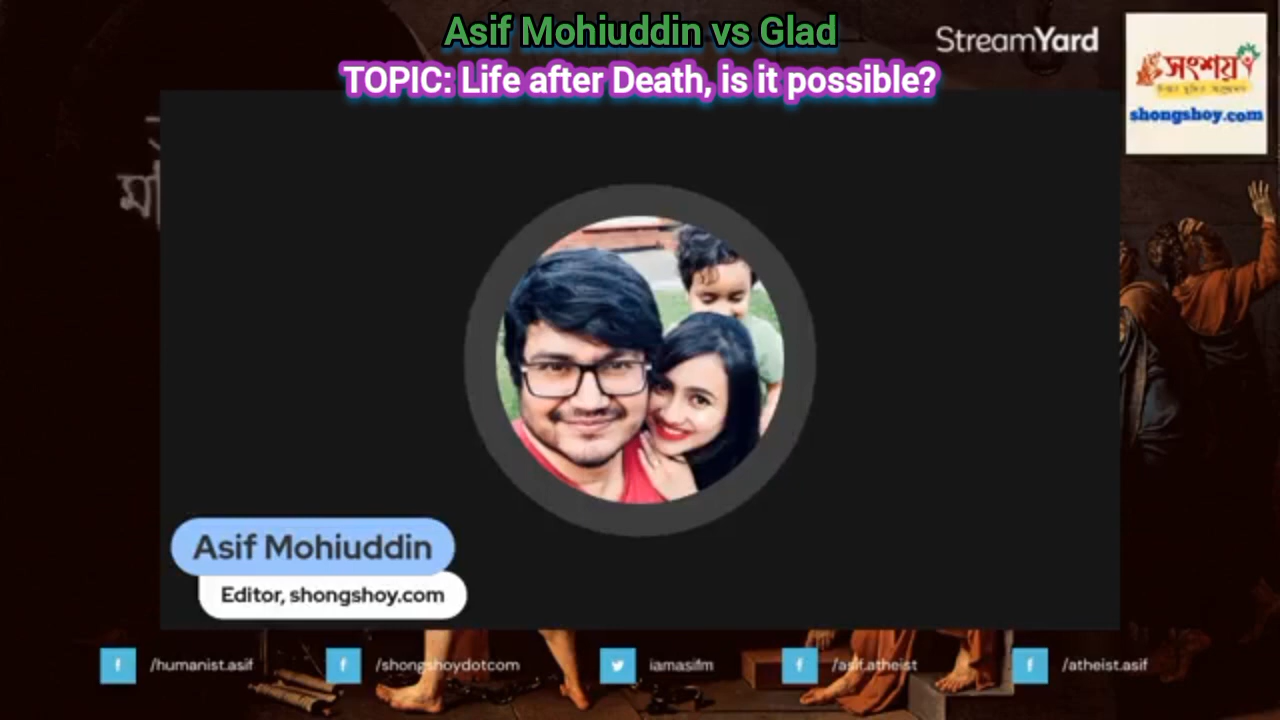 Asif Mohiuddin vs Glad
StreamYard
TOPIC: Life after Death, is it possible?
সংশয়
shongshoy.com
Asif Mohiuddin
Editor, shongshoy.com
/humanist.asif
/shongshoydotcom
iamasifm
/asif.atheist
/atheist.asif